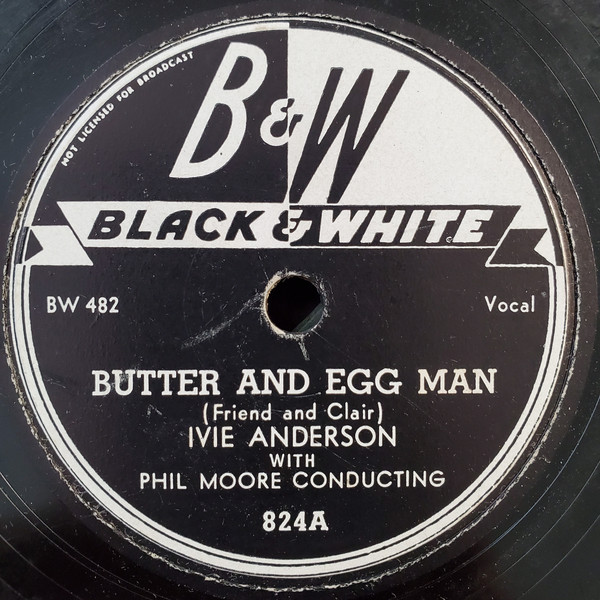 NOT LICENSED FOR BROADCAST
B&W
BLACK & WHITE
BW 482
Vocal
BUTTER AND EGG MAN
(Friend and Clair)
IVIE ANDERSON
WITH
PHIL MOORE CONDUCTING
824A